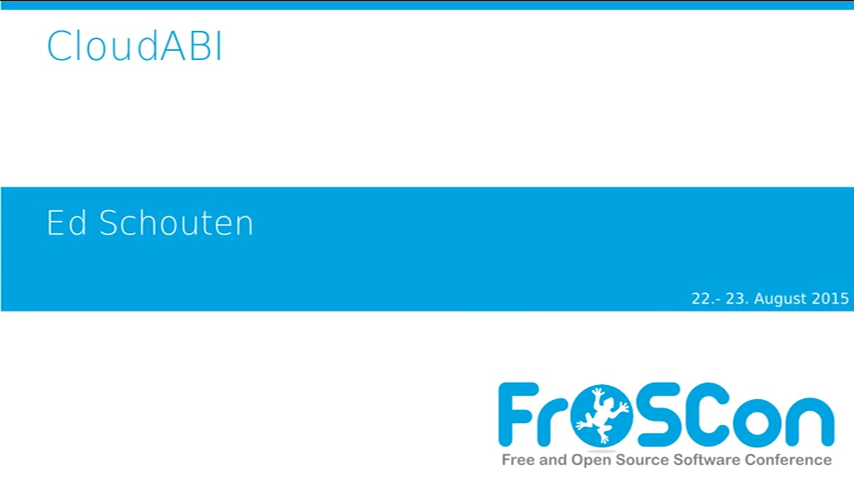 CloudABI
Ed Schouten
22.- 23. August 2015
FrOSCon
Free and Open Source Software Conference